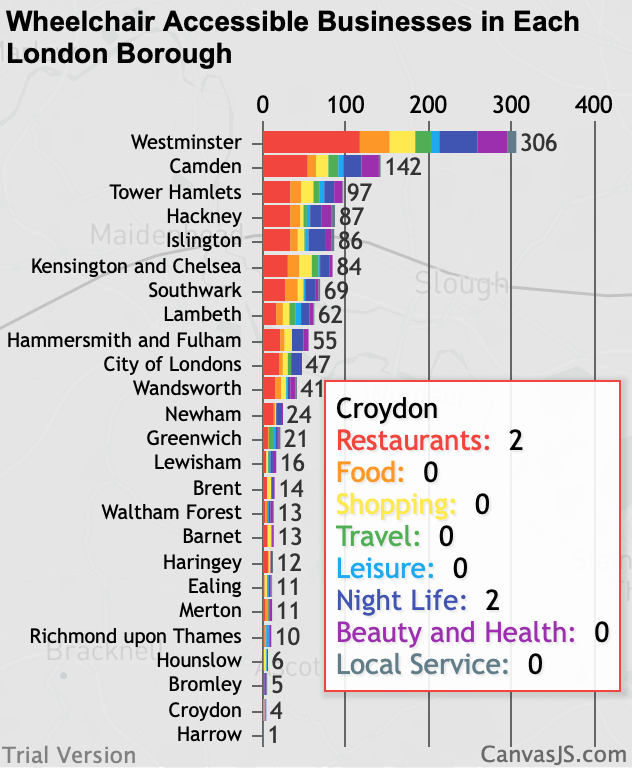 Wheelchair Accessible Businesses in Each
London Borough
0 100 200 300 400
Westminster 306
Camden 142
Tower Hamlets 97
Hackney 87
Maidenhead
Islington 86
Kensington and Chelsea 84
Slough
Southwark 69
Lambeth 62
Hammersmith and Fulham 55
City of Londons 47
Wandsworth 41
Newham 24
Greenwich 21
Lewisham 16
Brent 14
Waltham Forest 13
Barnet 13
Haringey 12
Ealing 11
Merton 11
Richmond upon Thames 10
Bracknell
Hounslow 6
Bromley 5
Croydon 4
Harrow 1
Croydon
Restaurants: 2
Food: 0
Shopping: 0
Travel: 0
Leisure: 0
Night Life: 2
Beauty and Health: 0
Local Service: 0
Trial Version
CanvasJS.com